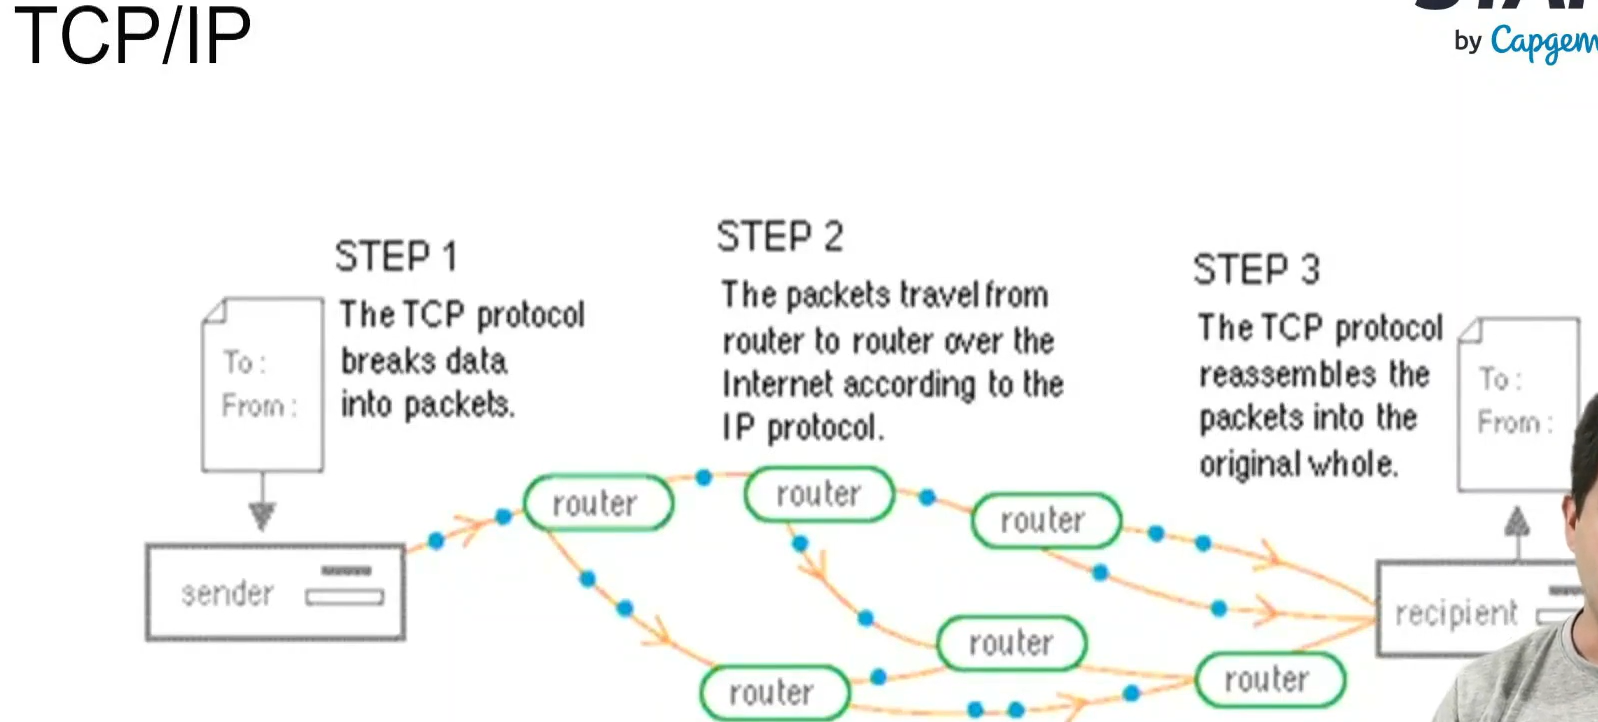 TCP/IP
by Capgem
STEP 1
The TCP protocol
breaks data
into packets.
STEP 2
The packets travel from
router to router over the
Internet according to the
IP protocol.
STEP 3
The TCP protocol
reassembles the
packets into the
original whole.
To:
From:
To:
From:
router
router
router
sender
recipient
router
router
router